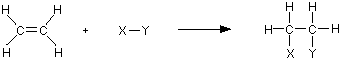 H H H H
C=C + X—Y H—C—C—H
H H X Y